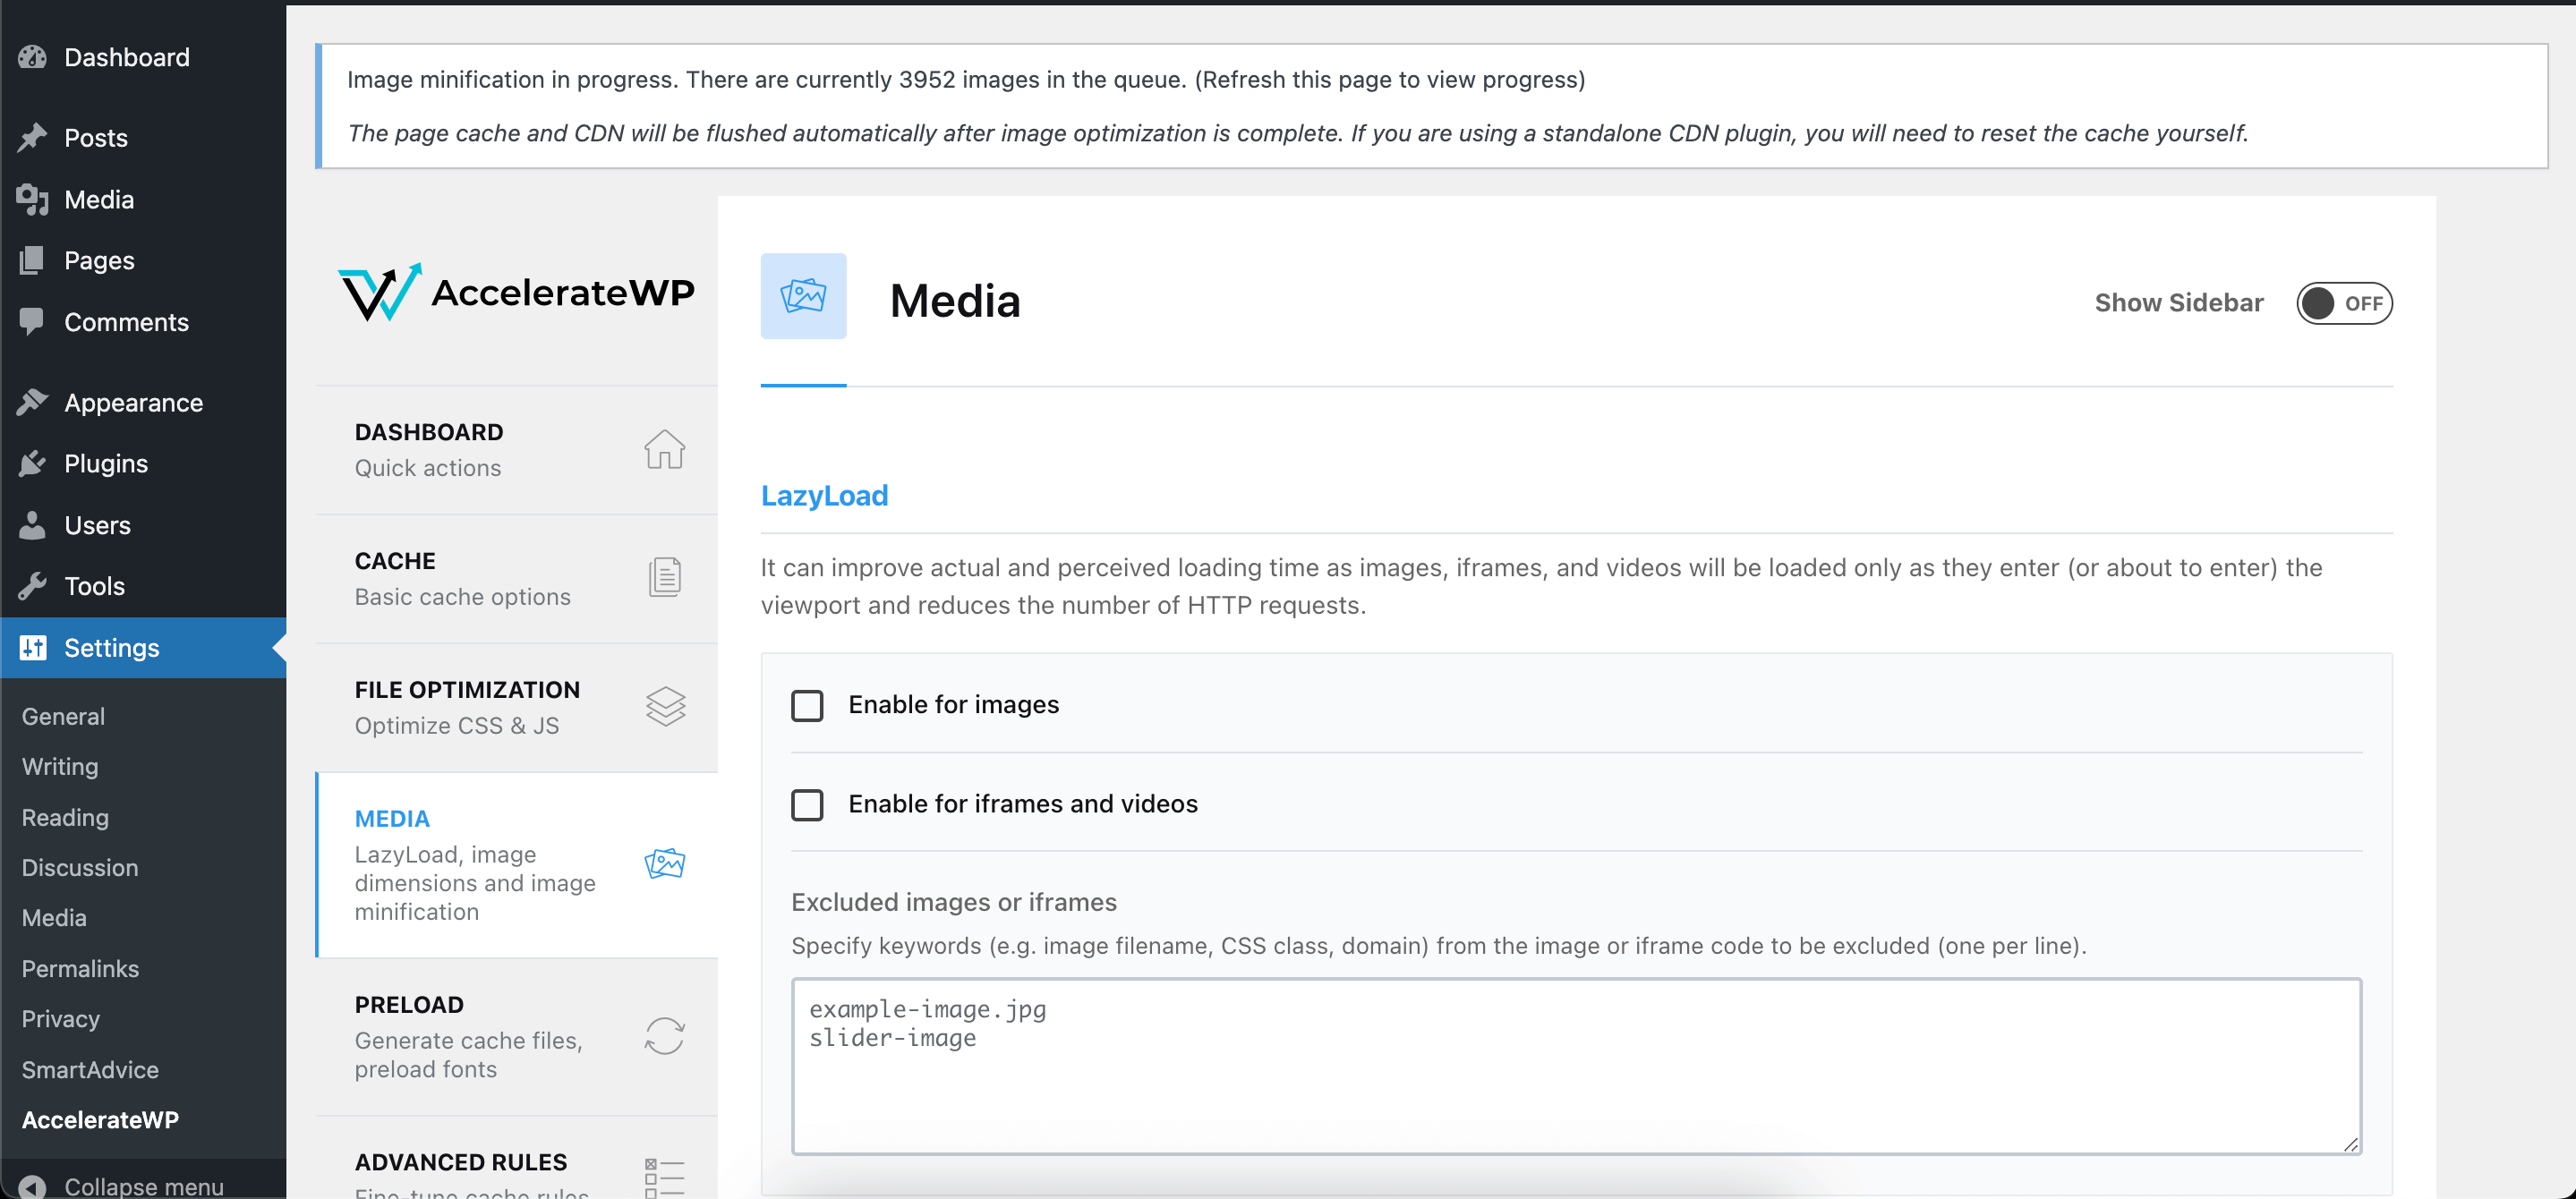 Dashboard
Posts
Media
Pages
Comments
Appearance
Plugins
Users
Tools
Settings
General
Writing
Reading
Discussion
Media
Permalinks
Privacy
SmartAdvice
AccelerateWP
Collapse menu
Image minification in progress. There are currently 3952 images in the queue. (Refresh this page to view progress)
The page cache and CDN will be flushed automatically after image optimization is complete. If you are using a standalone CDN plugin, you will need to reset the cache yourself.
AccelerateWP
DASHBOARD
Quick actions
CACHE
Basic cache options
FILE OPTIMIZATION
Optimize CSS & JS
MEDIA
LazyLoad, image
dimensions and image
minification
PRELOAD
Generate cache files,
preload fonts
ADVANCED RULES
Fine-tune cache rules
Media
Show Sidebar
OFF
LazyLoad
It can improve actual and perceived loading time as images, iframes, and videos will be loaded only as they enter (or about to enter) the
viewport and reduces the number of HTTP requests.
Enable for images
Enable for iframes and videos
Excluded images or iframes
Specify keywords (e.g. image filename, CSS class, domain) from the image or iframe code to be excluded (one per line).
example-image.jpg
slider-image